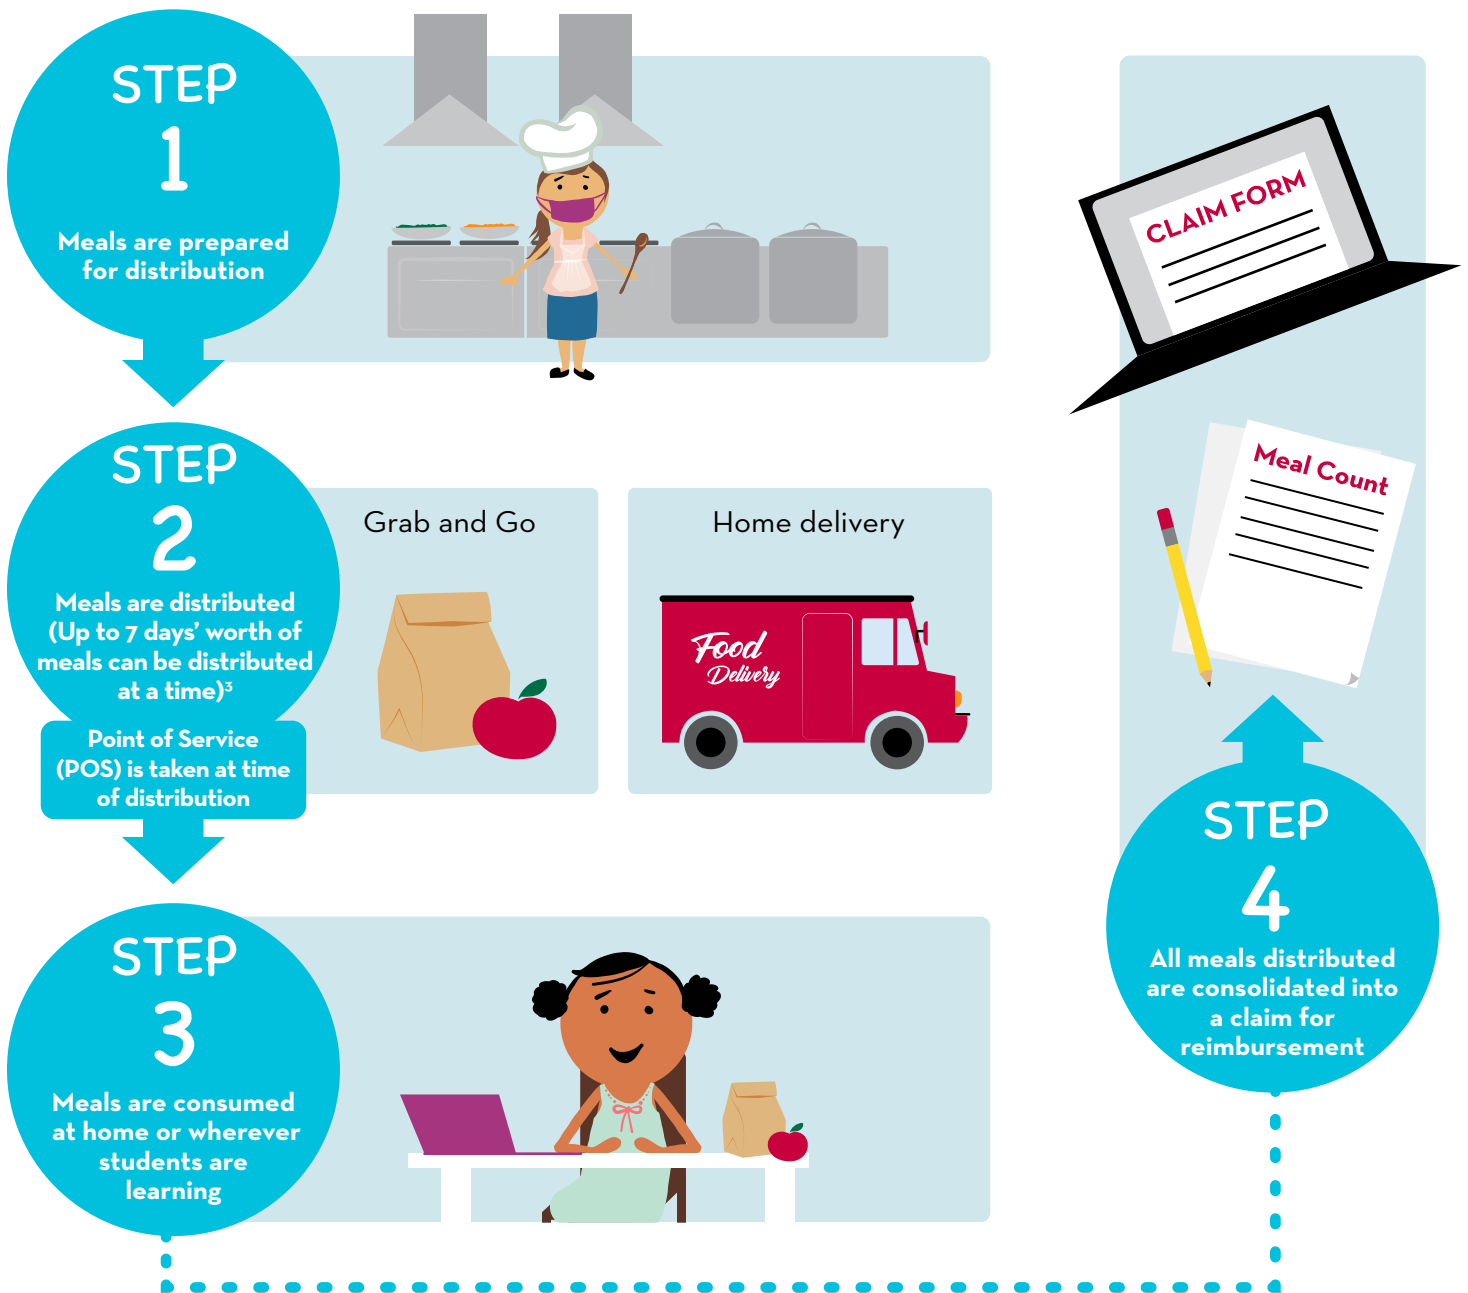 STEP
1
Meals are prepared
for distribution
STEP
2
Meals are distributed
(Up to 7 days’ worth of
meals can be distributed
at a time)³
Point of Service
(POS) is taken at time
of distribution
Grab and Go
Home delivery
Food
Delivery
STEP
3
Meals are consumed
at home or wherever
students are
learning
CLAIM FORM
Meal Count
STEP
4
All meals distributed
are consolidated into
a claim for
reimbursement